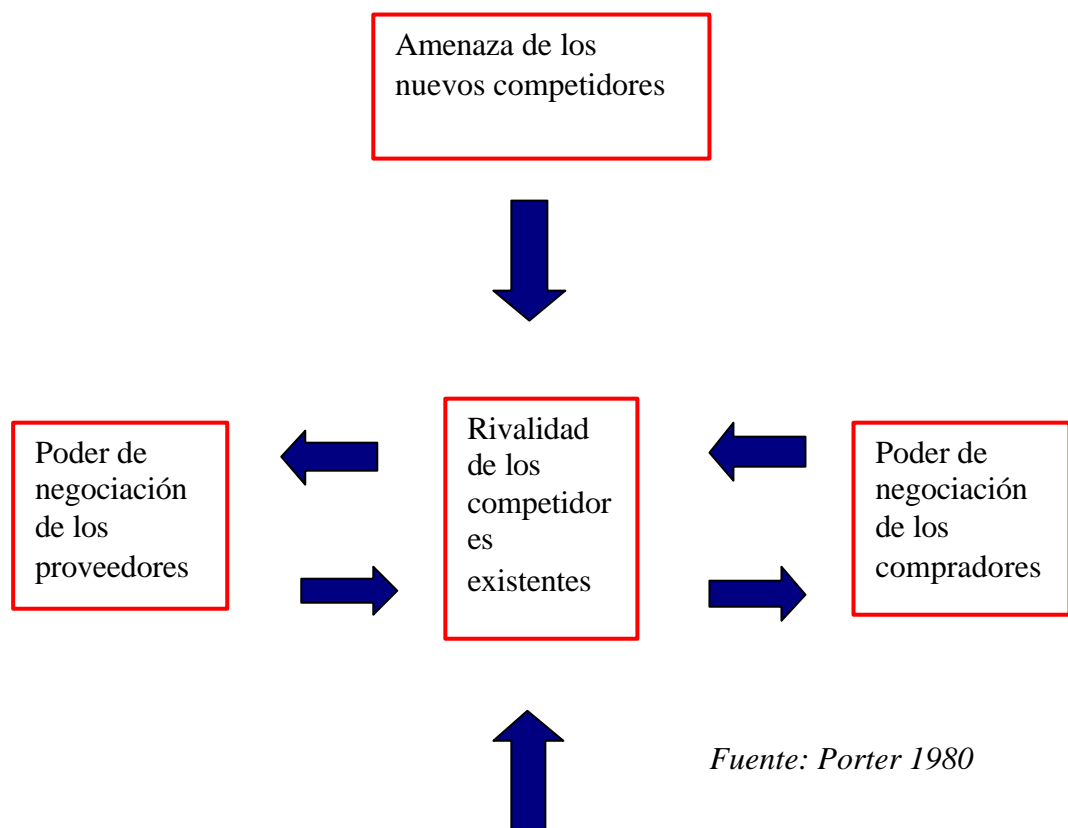 Amenaza de los
nuevos competidores
Poder de
negociación
de los
proveedores
Rivalidad
de los
competidor
es
existentes
Poder de
negociación
de los
compradores
Fuente: Porter 1980